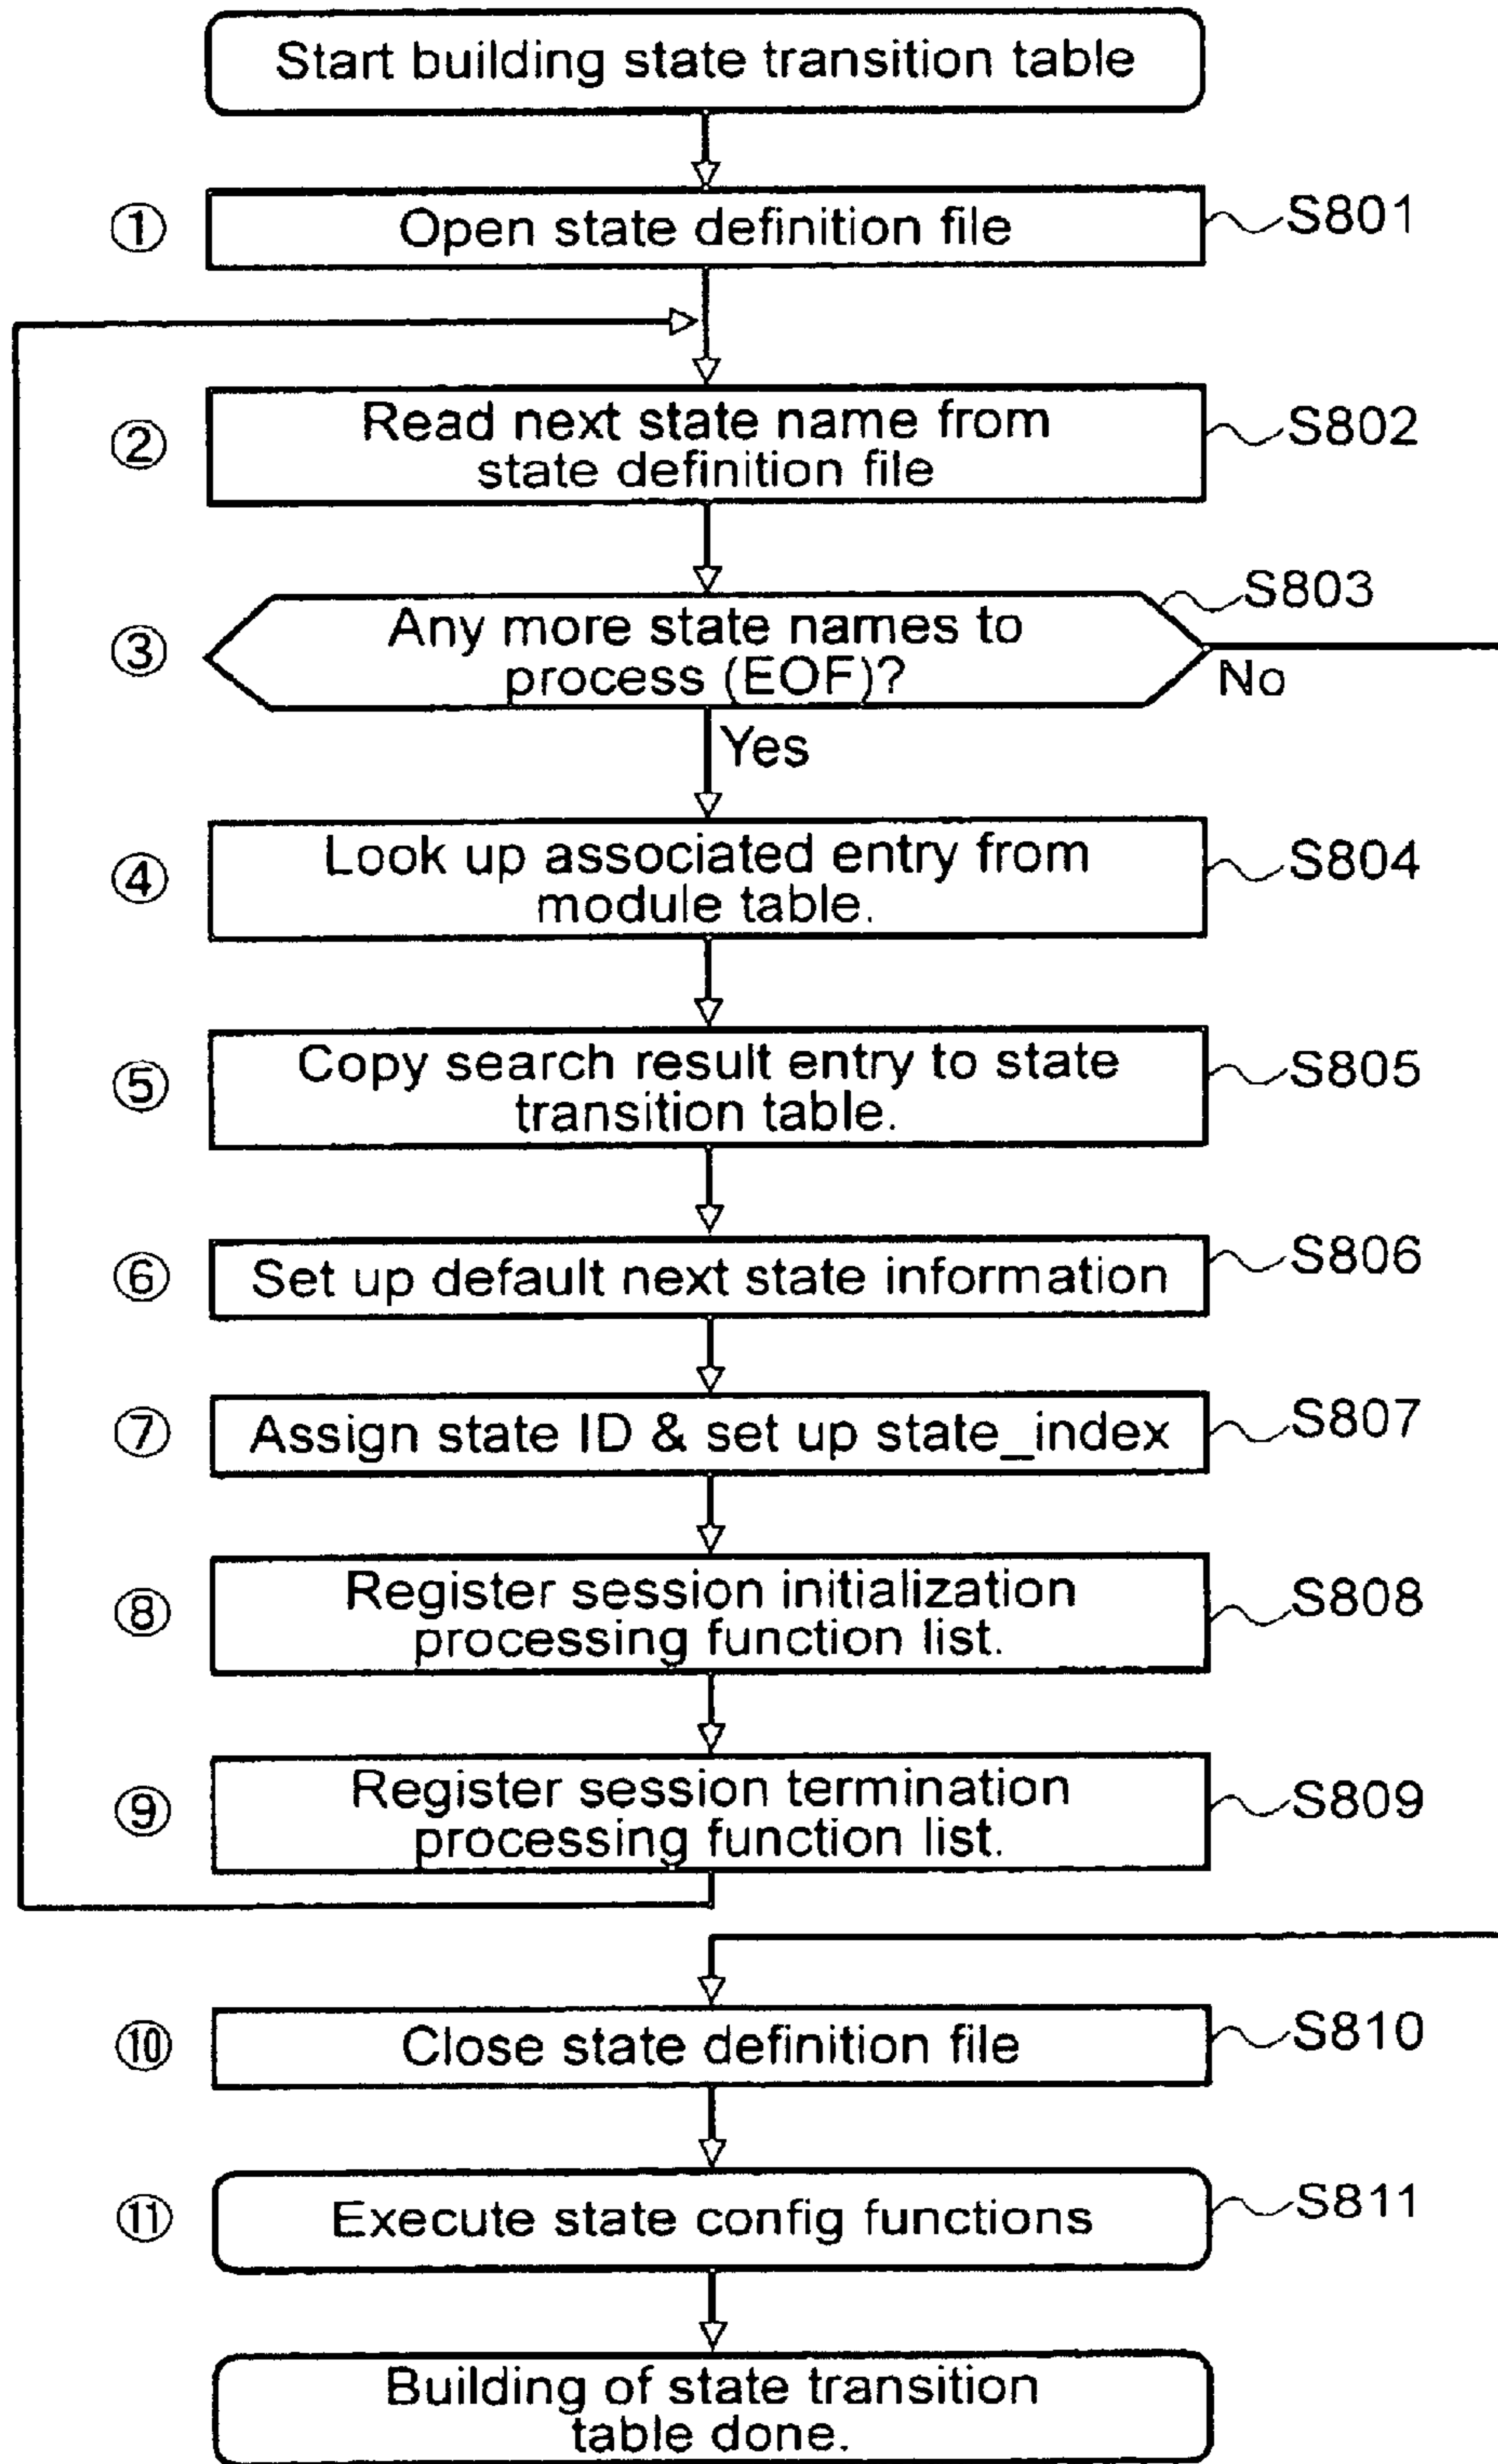 Start building state transition table
① Open state definition file S801
② Read next state name from
state definition file S802
③ Any more state names to
process (EOF)? S803
No
Yes
④ Look up associated entry from
module table. S804
⑤ Copy search result entry to state
transition table. S805
⑥ Set up default next state information S806
⑦ Assign state ID & set up state_index S807
⑧ Register session initialization
processing function list. S808
⑨ Register session termination
processing function list. S809
⑩ Close state definition file S810
⑪ Execute state config functions S811
Building of state transition
table done.